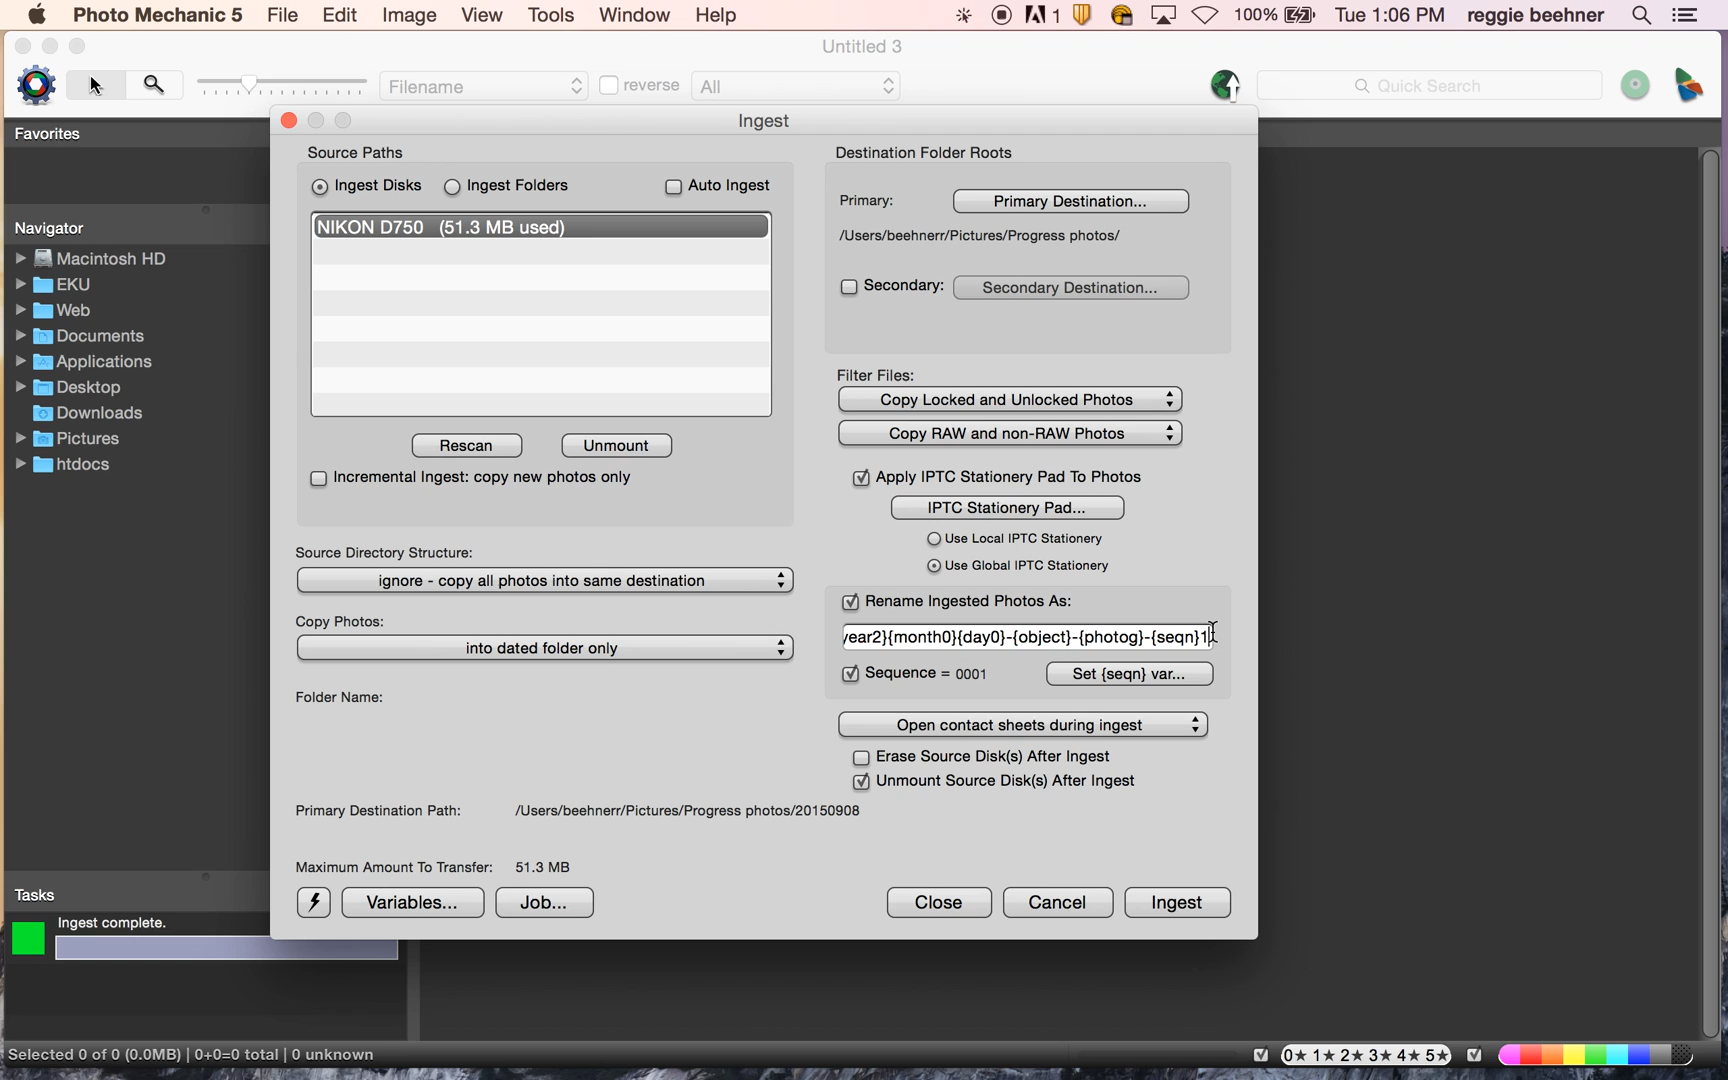 Photo Mechanic 5 File Edit Image View Tools Window Help 1 100% Tue 1:06 PM reggie beehner
Untitled 3
Filename reverse All Quick Search
Favorites
Navigator
Macintosh HD
EKU
Web
Documents
Applications
Desktop
Downloads
Pictures
htdocs
Tasks
Ingest complete.
Ingest
Source Paths
Ingest Disks Ingest Folders Auto Ingest
NIKON D750 (51.3 MB used)
Rescan Unmount
Incremental Ingest: copy new photos only
Source Directory Structure:
ignore - copy all photos into same destination
Copy Photos:
into dated folder only
Folder Name:
Destination Folder Roots
Primary: Primary Destination...
/Users/beehnerr/Pictures/Progress photos/
Secondary: Secondary Destination...
Filter Files:
Copy Locked and Unlocked Photos
Copy RAW and non-RAW Photos
Apply IPTC Stationery Pad To Photos
IPTC Stationery Pad...
Use Local IPTC Stationery
Use Global IPTC Stationery
Rename Ingested Photos As:
year2}{month0}{day0}-{object}-{photog}-{seqn}1
Sequence = 0001 Set {seqn} var...
Open contact sheets during ingest
Erase Source Disk(s) After Ingest
Unmount Source Disk(s) After Ingest
Primary Destination Path: /Users/beehnerr/Pictures/Progress photos/20150908
Maximum Amount To Transfer: 51.3 MB
Variables... Job... Close Cancel Ingest
Selected 0 of 0 (0.0MB) | 0+0=0 total | 0 unknown 0★ 1★ 2★ 3★ 4★ 5★